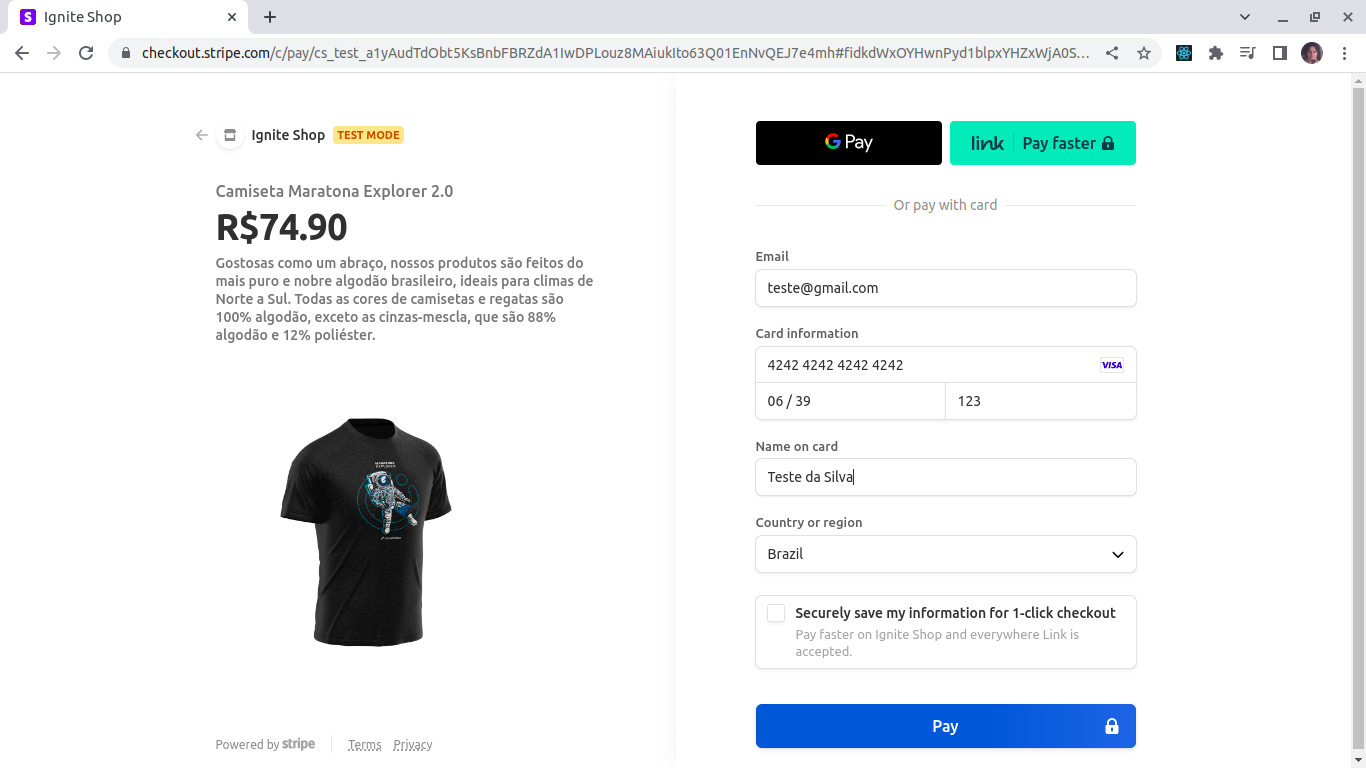 Ignite Shop
checkout.stripe.com/c/pay/cs_test_a1yAudTdObt5KsBnbFBRZdA1IwDPLouz8MAiukIto63Q01EnNvQEJ7e4mh#fidkdWxOYHwnPyd1blpxYHZxWjA0S...
Ignite Shop TEST MODE
Camiseta Maratona Explorer 2.0
R$74.90
Gostosas como um abraço, nossos produtos são feitos do
mais puro e nobre algodão brasileiro, ideais para climas de
Norte a Sul. Todas as cores de camisetas e regatas são
100% algodão, exceto as cinzas-mescla, que são 88%
algodão e 12% poliéster.
Powered by stripe Terms Privacy
G Pay link Pay faster
Or pay with card
Email
teste@gmail.com
Card information
4242 4242 4242 4242 VISA
06 / 39 123
Name on card
Teste da Silva
Country or region
Brazil
Securely save my information for 1-click checkout
Pay faster on Ignite Shop and everywhere Link is
accepted.
Pay